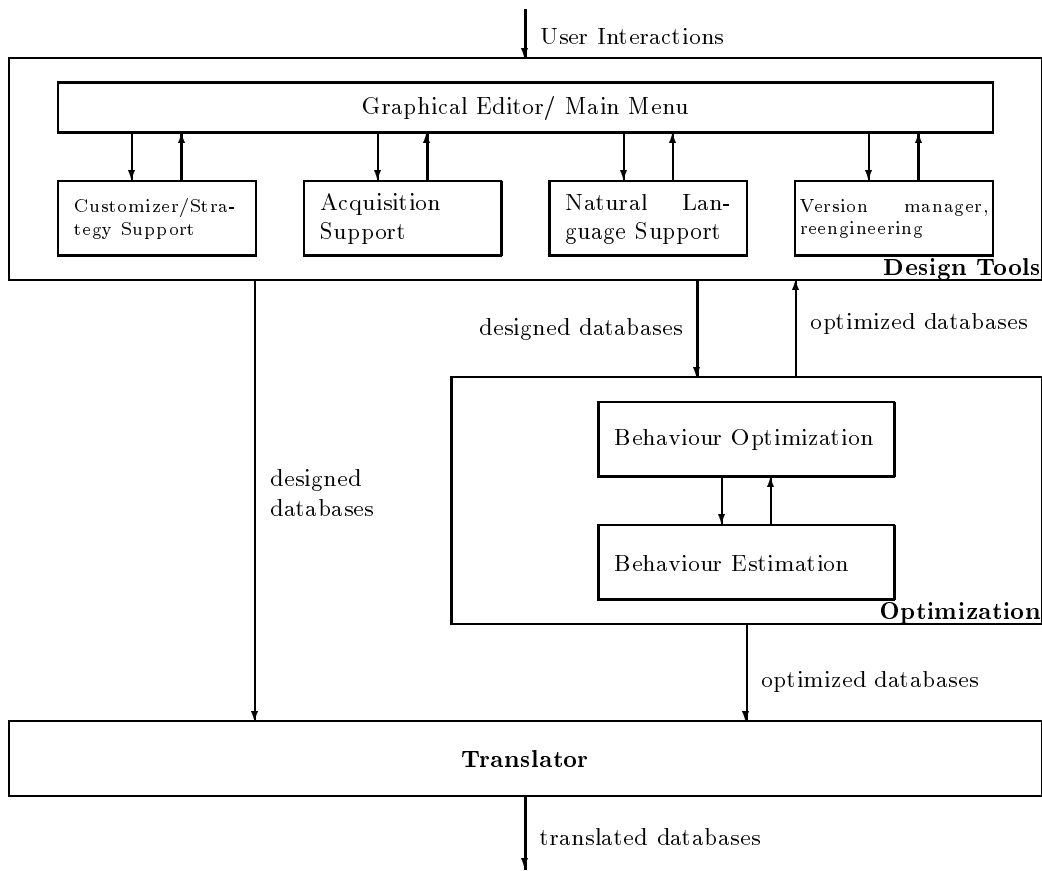 User Interactions
Graphical Editor/ Main Menu
Customizer/Stra-
tegy Support
Acquisition
Support
Natural Lan-
guage Support
Version manager,
reengineering
Design Tools
designed databases
optimized databases
Behaviour Optimization
designed
databases
Behaviour Estimation
Optimization
optimized databases
Translator
translated databases